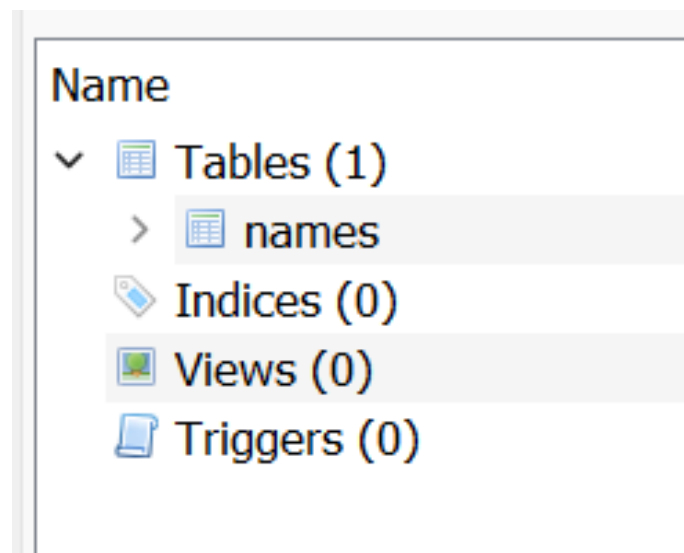 Name
Tables (1)
names
Indices (0)
Views (0)
Triggers (0)